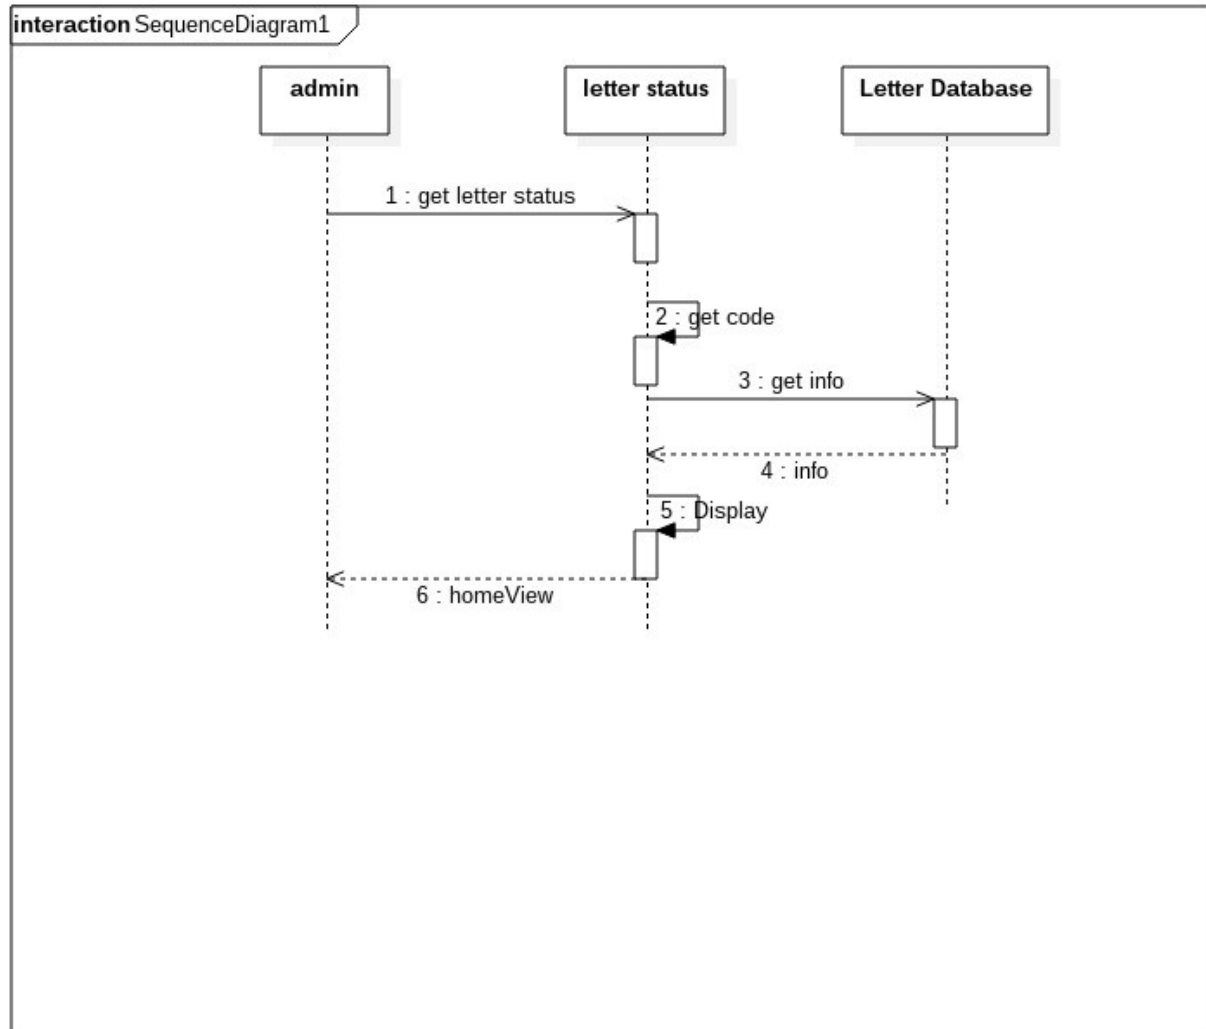 interaction SequenceDiagram1
admin
letter status
Letter Database
1 : get letter status
2 : get code
3 : get info
4 : info
5 : Display
6 : homeView